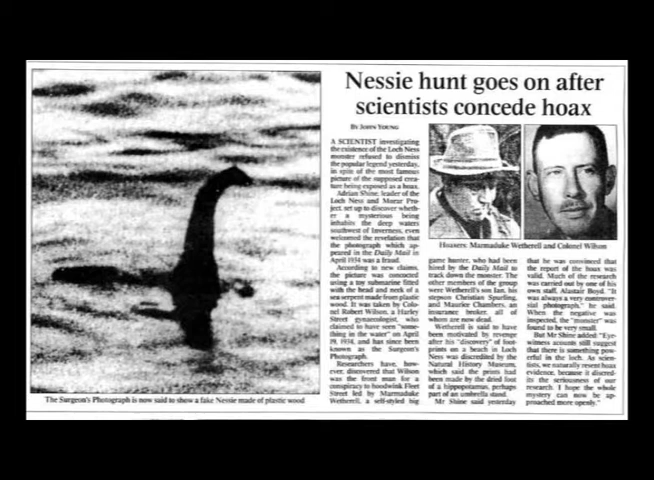 Nessie hunt goes on after
scientists concede hoax
BY JOHN YOUNG
A SCIENTIST investigating
the existence of the Loch Ness
monster refused to dismiss
the popular legend yesterday,
in spite of the most famous
picture of the supposed crea-
ture being exposed as a hoax.
Adrian Shine, leader of the
Loch Ness and Morar Pro-
ject, set up to discover wheth-
er a mysterious being
inhabits the deep waters
southwest of Inverness, even
welcomed the revelation that
the photograph which ap-
peared in the Daily Mail in
April 1934 was a fraud.
According to new claims,
the picture was concocted
using a toy submarine fitted
with the head and neck of a
sea serpent made from plastic
wood. It was taken by Colo-
nel Robert Wilson, a Harley
Street gynaecologist, who
claimed to have seen "some-
thing in the water" on April
19, 1934, and has since been
known as the Surgeon's
Photograph.
Researchers have, how-
ever, discovered that Wilson
was the front man for a
conspiracy to hoodwink Fleet
Street led by Marmaduke
Wetherell, a self-styled big
Hoaxers: Marmaduke Wetherell and Colonel Wilson
game hunter, who had been
hired by the Daily Mail to
track down the monster. The
other members of the group
were Wetherell's son Ian, his
stepson Christian Spurling,
and Maurice Chambers, an
insurance broker, all of
whom are now dead.
Wetherell is said to have
been motivated by revenge
after his "discovery" of foot-
prints on a beach in Loch
Ness was discredited by the
Natural History Museum,
which said the prints had
been made by the dried foot
of a hippopotamus, perhaps
part of an umbrella stand.
Mr Shine said yesterday
that he was convinced that
the report of the hoax was
valid. Much of the research
was carried out by one of his
own staff, Alastair Boyd. "It
was always a very controver-
sial photograph," he said.
When the negative was
inspected, the "monster" was
found to be very small.
But Mr Shine added: "Eye-
witness acounts still suggest
that there is something pow-
erful in the loch. As scien-
tists, we naturally resent hoax
evidence, because it discred-
its the seriousness of our
research. I hope the whole
mystery can now be ap-
proached more openly."
The Surgeon's Photograph is now said to show a fake Nessie made of plastic wood